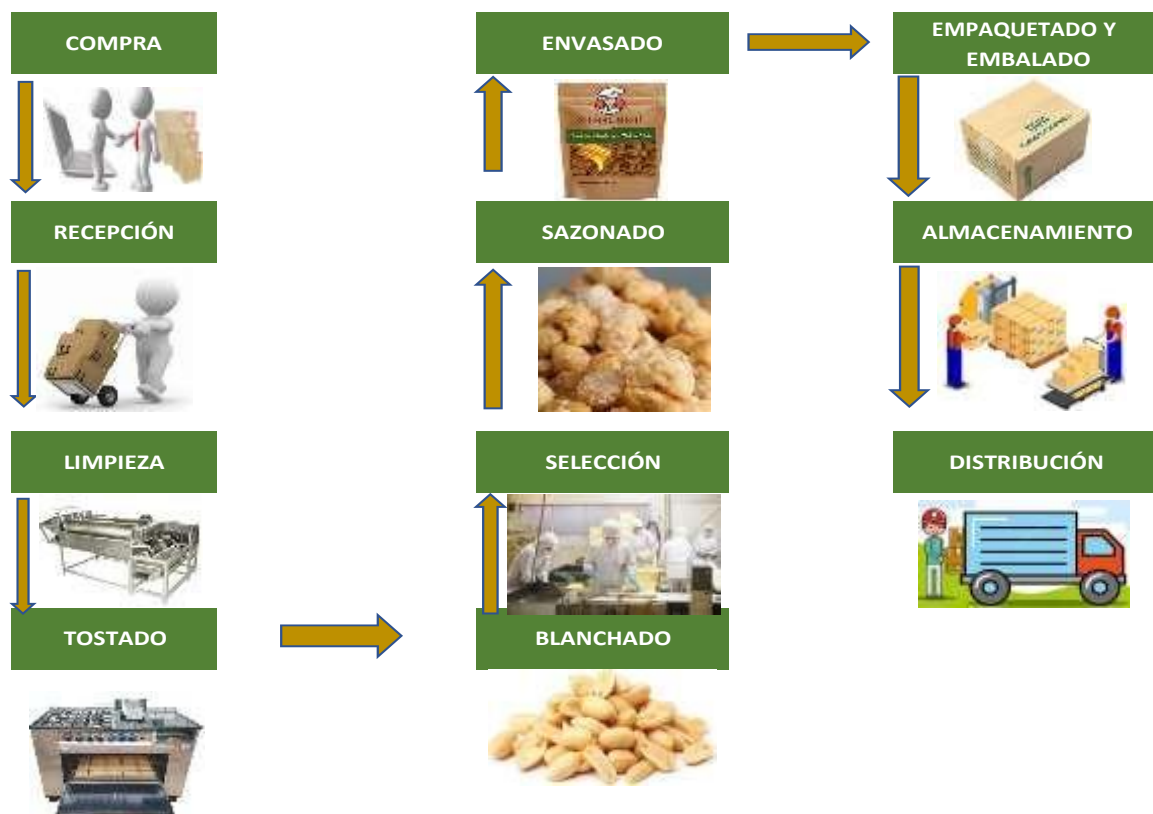 COMPRA
RECEPCIÓN
LIMPIEZA
TOSTADO
BLANCHADO
SELECCIÓN
SAZONADO
ENVASADO
EMPAQUETADO Y
EMBALADO
ALMACENAMIENTO
DISTRIBUCIÓN